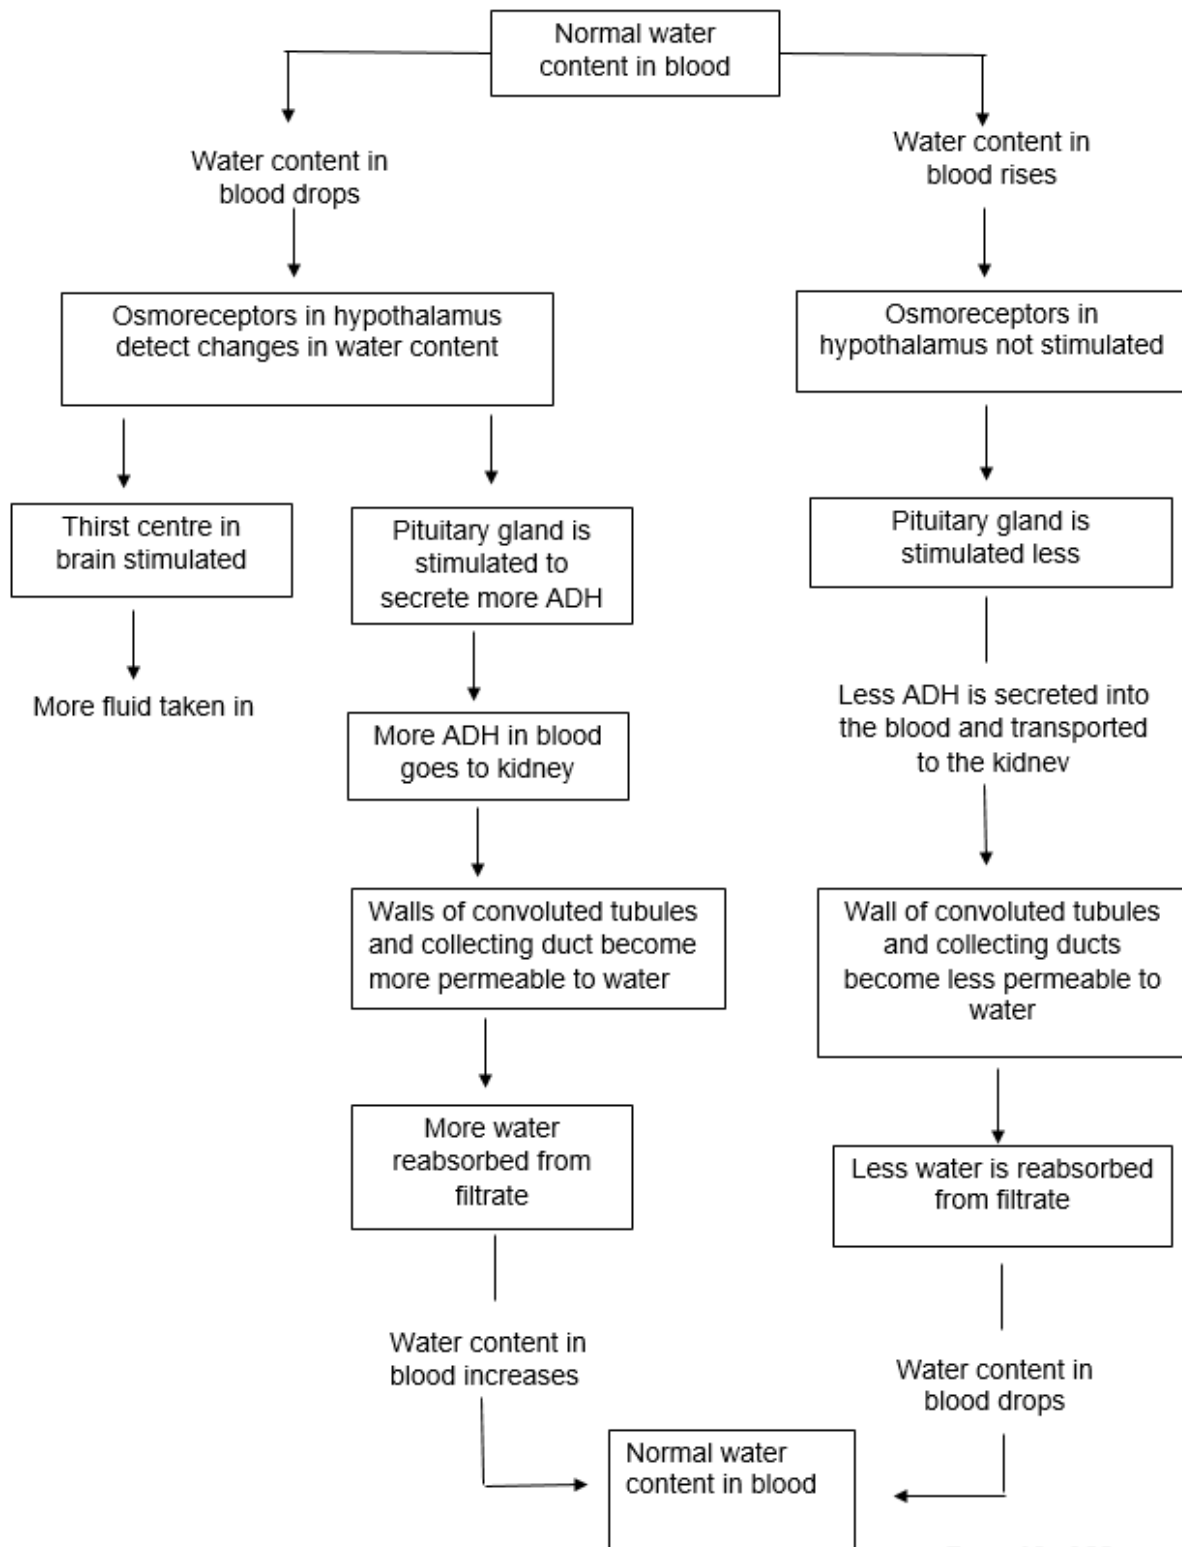 Normal water
content in blood
Water content in
blood drops
Water content in
blood rises
Osmoreceptors in hypothalamus
detect changes in water content
Osmoreceptors in
hypothalamus not stimulated
Thirst centre in
brain stimulated
Pituitary gland is
stimulated to
secrete more ADH
Pituitary gland is
stimulated less
More fluid taken in
More ADH in blood
goes to kidney
Less ADH is secreted into
the blood and transported
to the kidney
Walls of convoluted tubules
and collecting duct become
more permeable to water
Wall of convoluted tubules
and collecting ducts
become less permeable to
water
More water
reabsorbed from
filtrate
Less water is reabsorbed
from filtrate
Water content in
blood increases
Water content in
blood drops
Normal water
content in blood